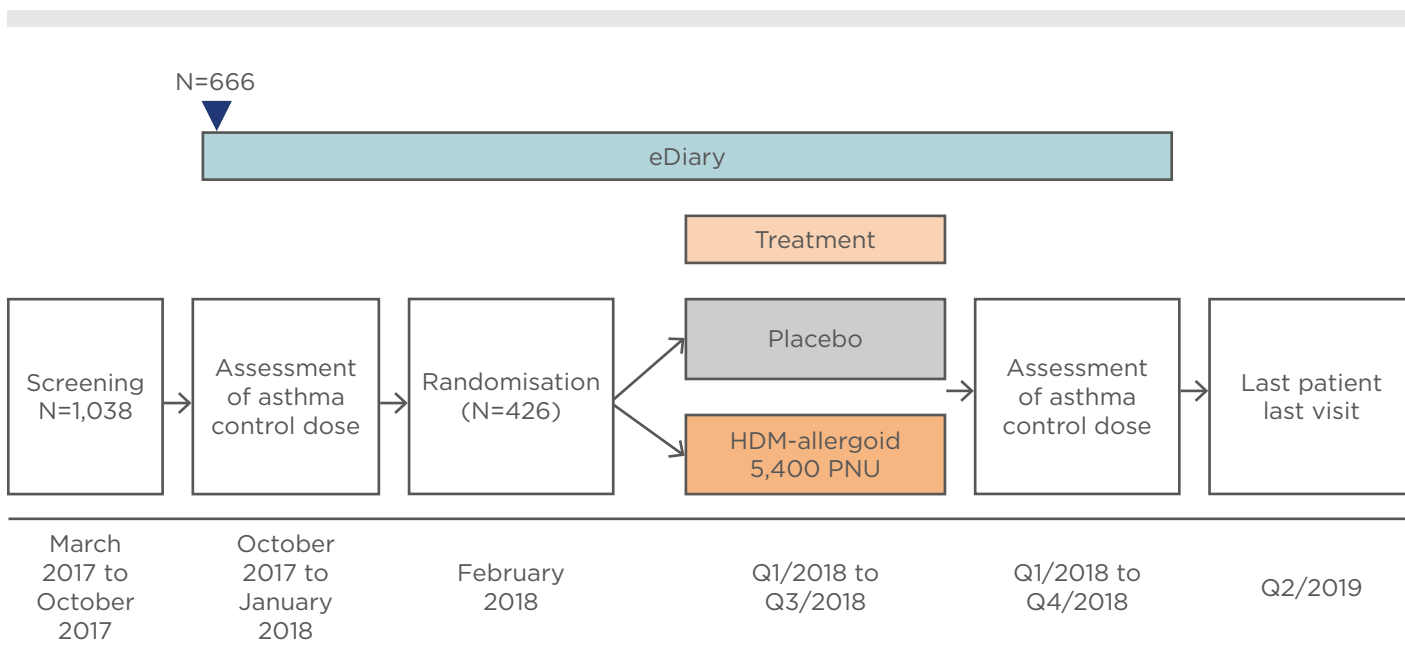 N=666
eDiary
Treatment
Screening
N=1,038
Assessment
of asthma
control dose
Randomisation
(N=426)
Placebo
HDM-allergoid
5,400 PNU
Assessment
of asthma
control dose
Last patient
last visit
March
2017 to
October
2017
October
2017 to
January
2018
February
2018
Q1/2018 to
Q3/2018
Q1/2018 to
Q4/2018
Q2/2019